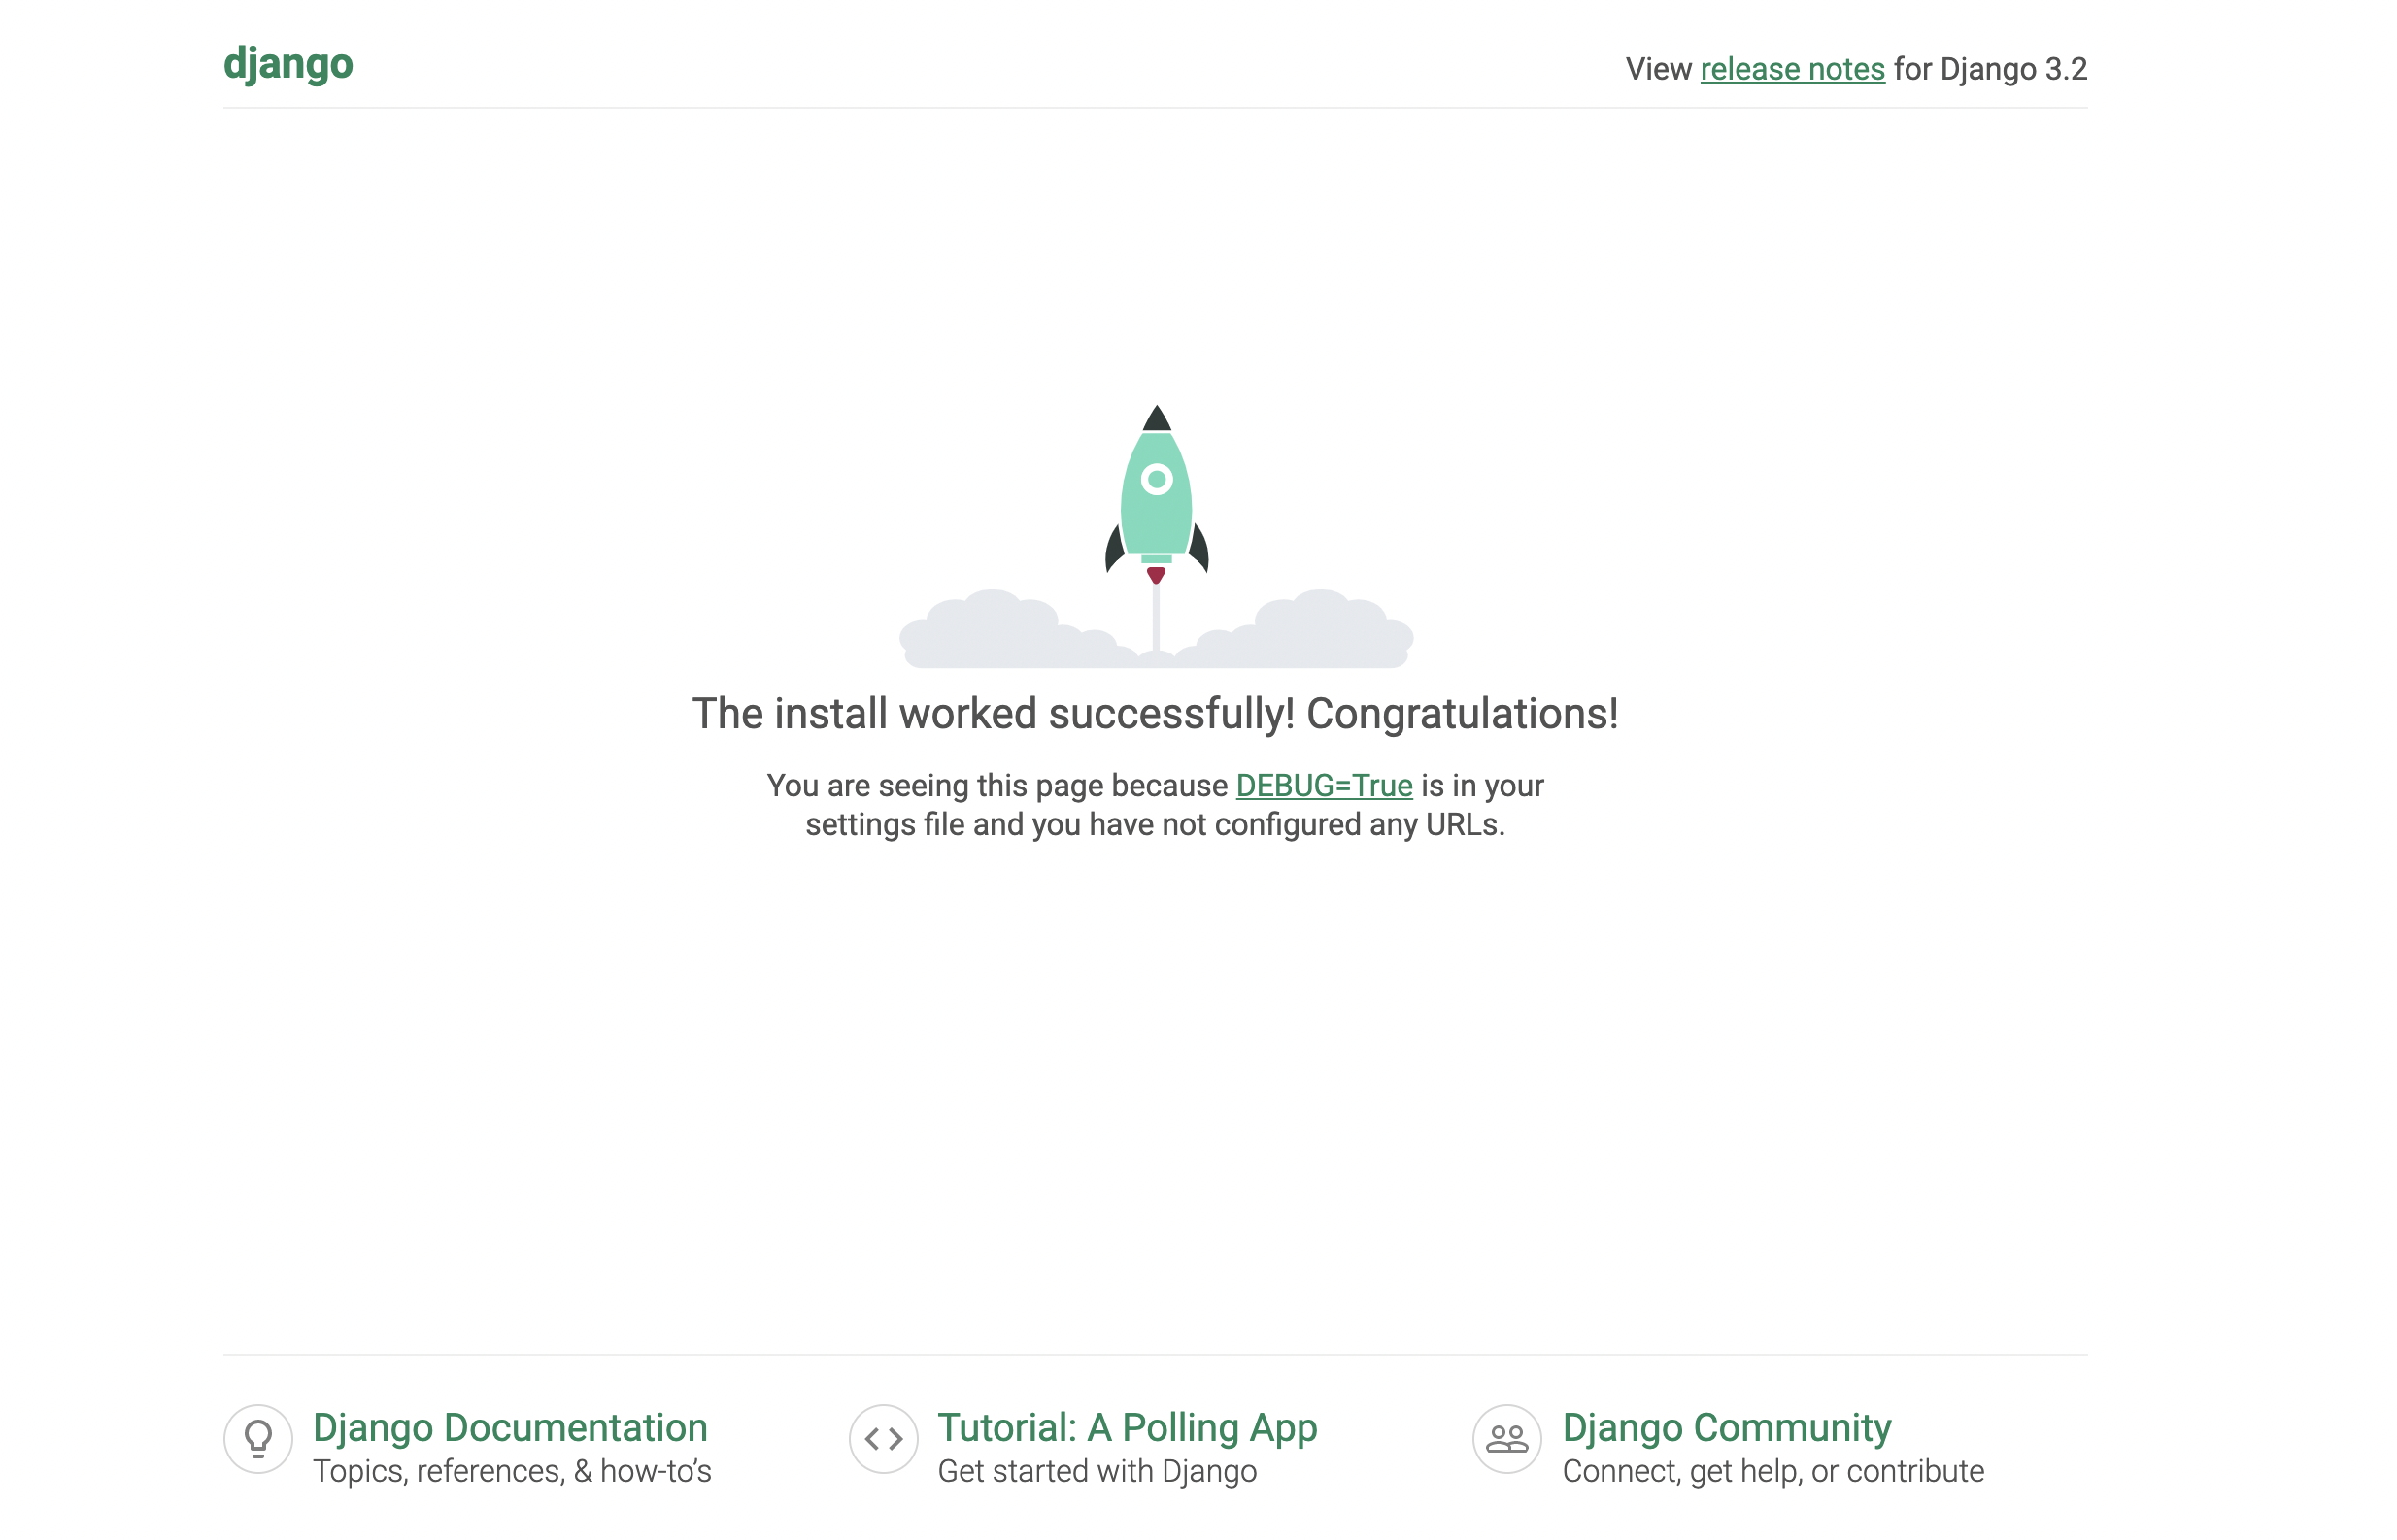 django
View release notes for Django 3.2
The install worked successfully! Congratulations!
You are seeing this page because DEBUG=True is in your
settings file and you have not configured any URLs.
Django Documentation
Topics, references, & how-to’s
Tutorial: A Polling App
Get started with Django
Django Community
Connect, get help, or contribute